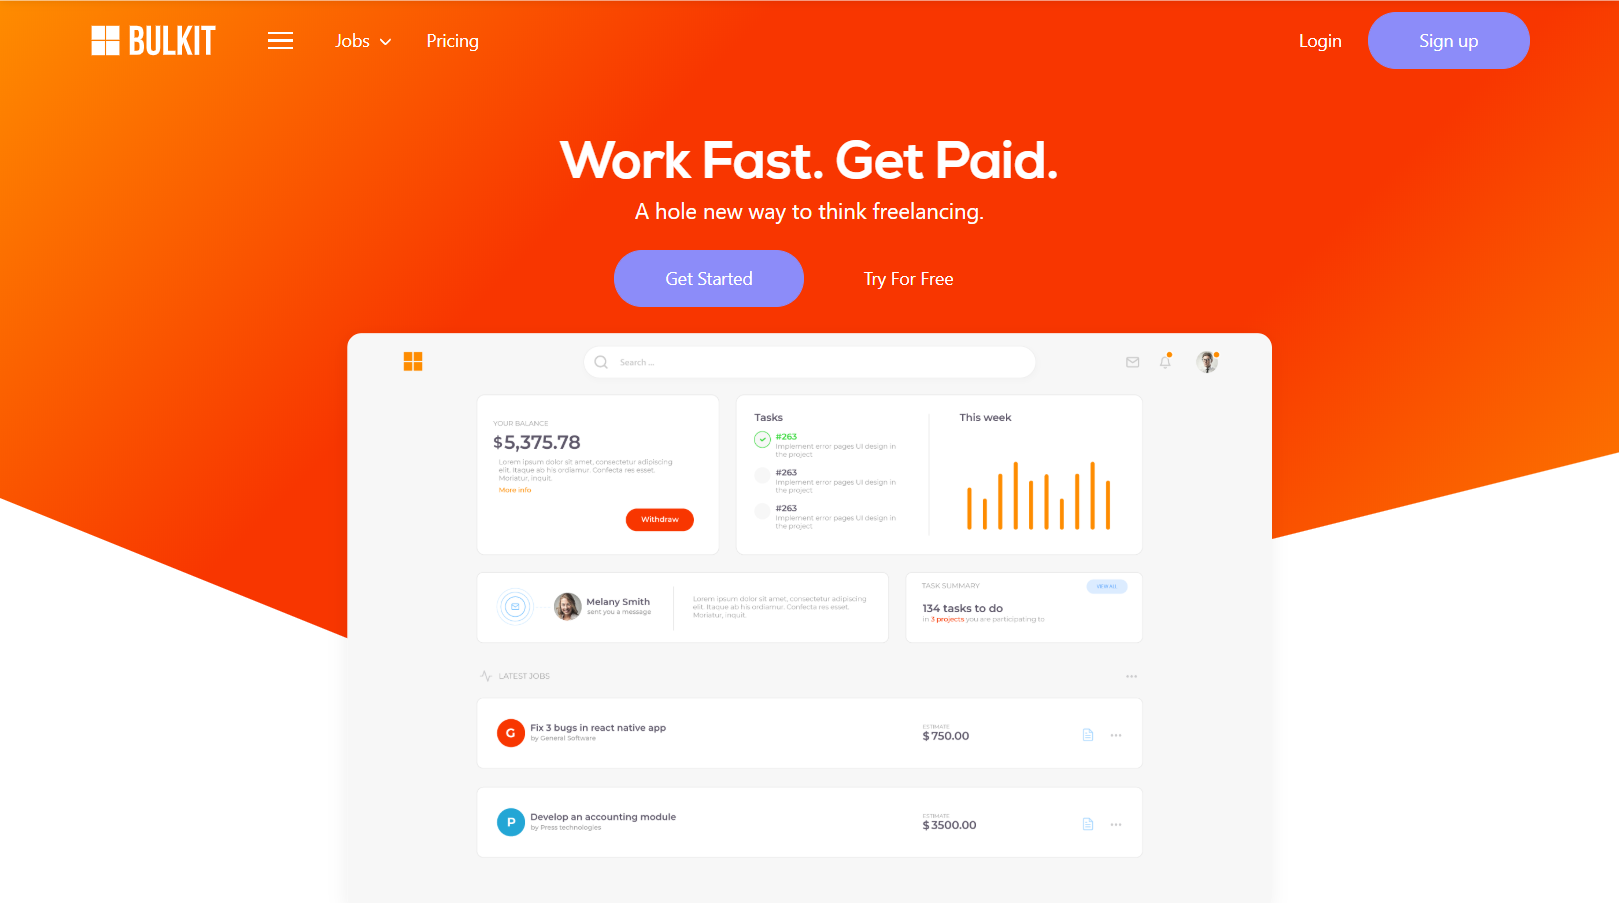 BULKIT
Jobs
Pricing
Login
Sign up
Work Fast. Get Paid.
A hole new way to think freelancing.
Get Started
Try For Free
Search ...
YOUR BALANCE
$5,375.78
Lorem ipsum dolor sit amet, consectetur adipiscing
elit. Itaque ab his ordiamur. Confecta res esset.
Moriatur, inquit.
More info
Withdraw
Tasks
#263
Implement error pages UI design in
the project
#263
Implement error pages UI design in
the project
#263
Implement error pages UI design in
the project
This week
Melany Smith
sent you a message
Lorem ipsum dolor sit amet, consectetur adipiscing
elit. Itaque ab his ordiamur. Confecta res esset.
Moriatur, inquit.
TASK SUMMARY
VIEW ALL
134 tasks to do
in 3 projects you are participating to.
LATEST JOBS
G
Fix 3 bugs in react native app
by General Software
ESTIMATE
$750.00
P
Develop an accounting module
by Press technologies
ESTIMATE
$3500.00